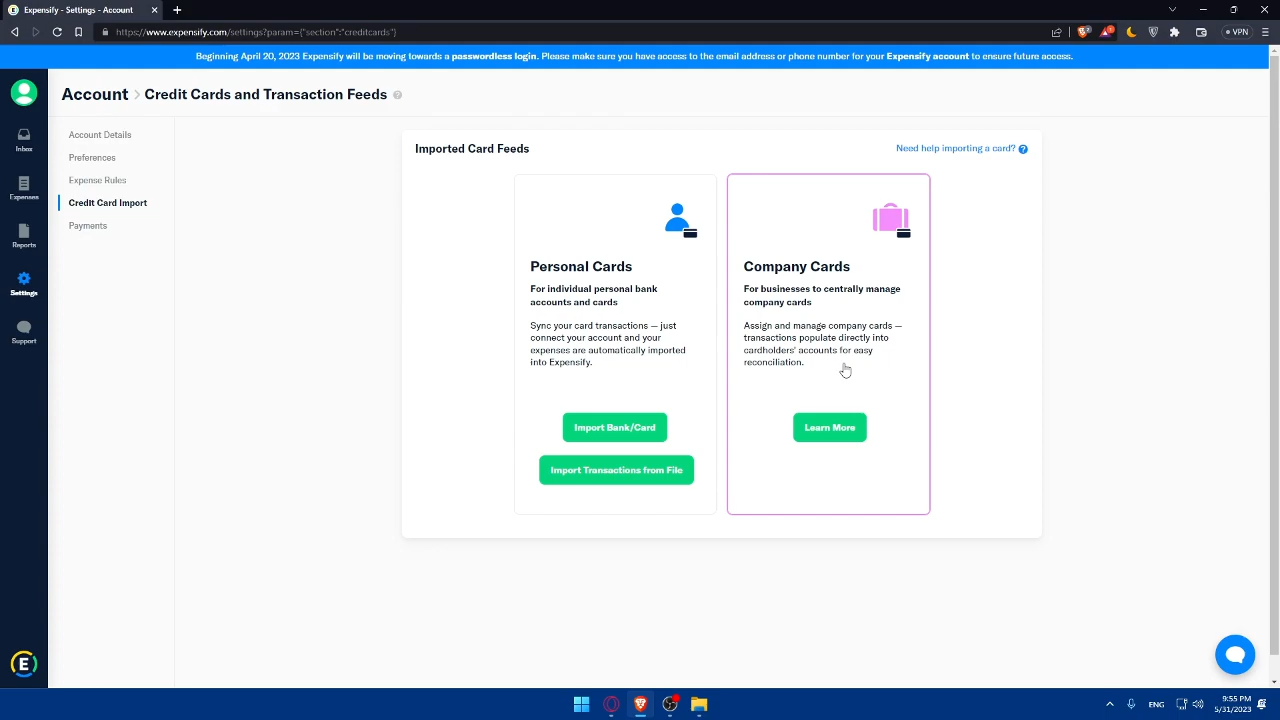 Expensify - Settings - Account
https://www.expensify.com/settings?param={"section":"creditcards"}
VPN
Beginning April 20, 2023 Expensify will be moving towards a passwordless login. Please make sure you have access to the email address or phone number for your Expensify account to ensure future access.
Account > Credit Cards and Transaction Feeds
Inbox
Expenses
Reports
Settings
Support
Account Details
Preferences
Expense Rules
Credit Card Import
Payments
Imported Card Feeds
Need help importing a card?
Personal Cards
For individual personal bank
accounts and cards
Sync your card transactions — just
connect your account and your
expenses are automatically imported
into Expensify.
Import Bank/Card
Import Transactions from File
Company Cards
For businesses to centrally manage
company cards
Assign and manage company cards —
transactions populate directly into
cardholders' accounts for easy
reconciliation.
Learn More
E
ENG
9:55 PM
5/31/2023